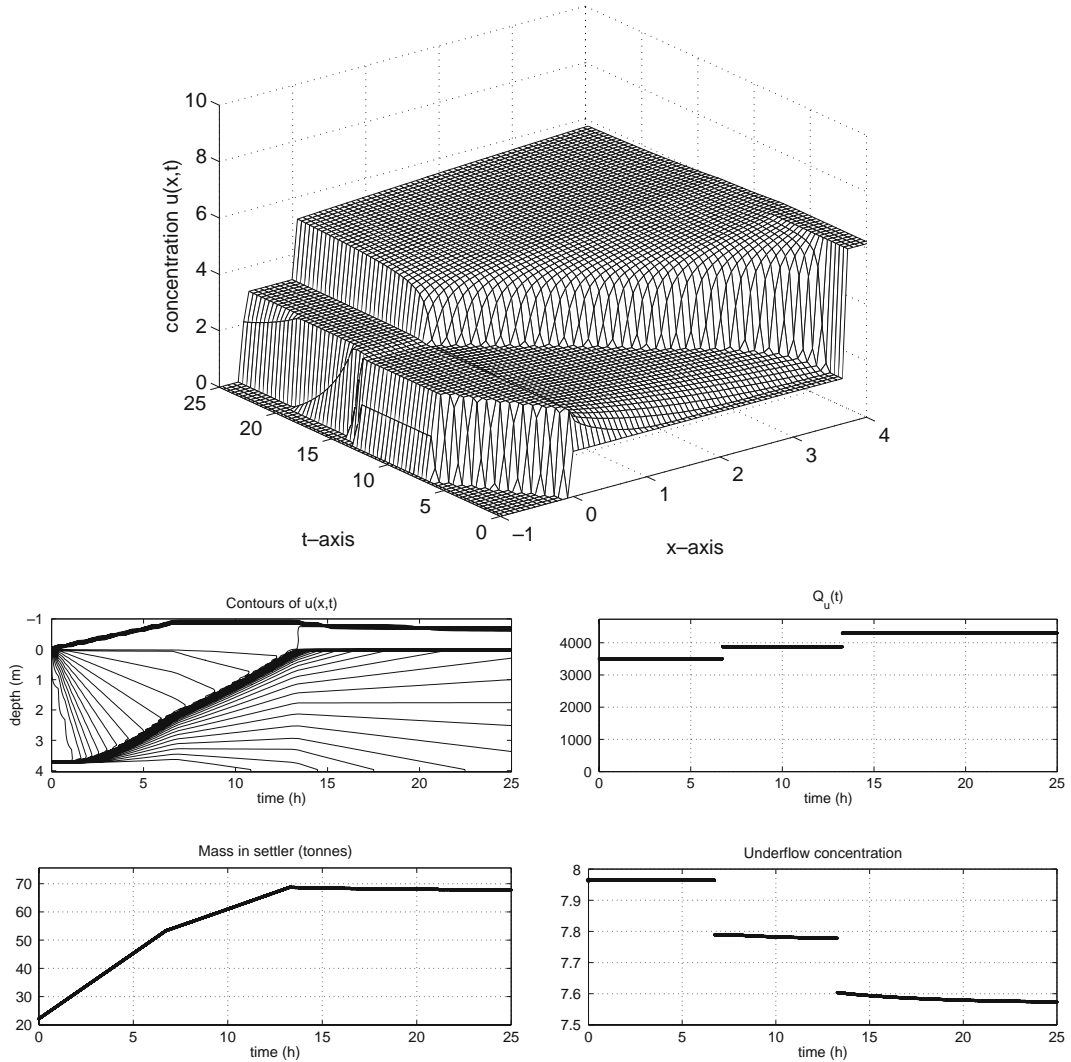 10
8
6
4
2
0
concentration u(x,t)
25
20
15
10
5
0
t–axis
–1
0
1
2
3
4
x–axis
Contours of u(x,t)
–1
0
1
2
3
4
depth (m)
0 5 10 15 20 25
time (h)
Q_u(t)
4000
3000
2000
1000
0
0 5 10 15 20 25
time (h)
Mass in settler (tonnes)
70
60
50
40
30
20
0 5 10 15 20 25
time (h)
Underflow concentration
8
7.9
7.8
7.7
7.6
7.5
0 5 10 15 20 25
time (h)